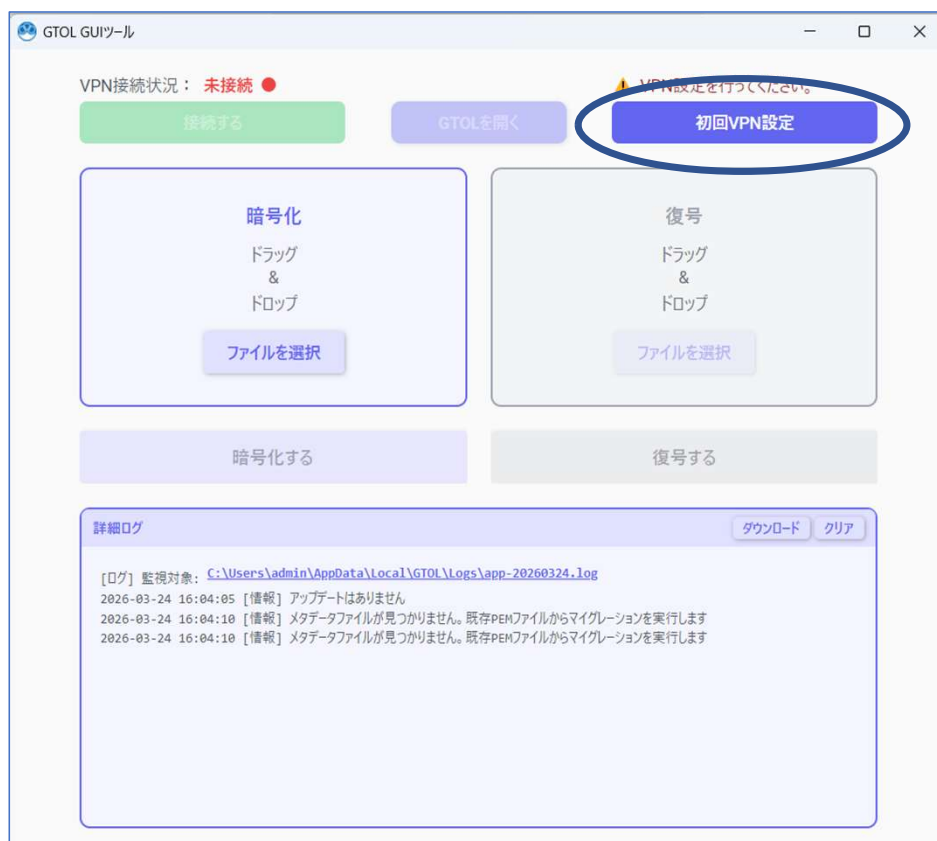 GTOL GUIツール
VPN接続状況： 未接続
⚠ VPN設定を行ってください。
接続する
GTOLを開く
初回VPN設定
暗号化
ドラッグ
&
ドロップ
ファイルを選択
復号
ドラッグ
&
ドロップ
ファイルを選択
暗号化する
復号する
詳細ログ
ダウンロード
クリア
[ログ] 監視対象: C:\Users\admin\AppData\Local\GTOL\Logs\app-20260324.log
2026-03-24 16:04:05 [情報] アップデートはありません
2026-03-24 16:04:10 [情報] メタデータファイルが見つかりません。既存PEMファイルからマイグレーションを実行します
2026-03-24 16:04:10 [情報] メタデータファイルが見つかりません。既存PEMファイルからマイグレーションを実行します